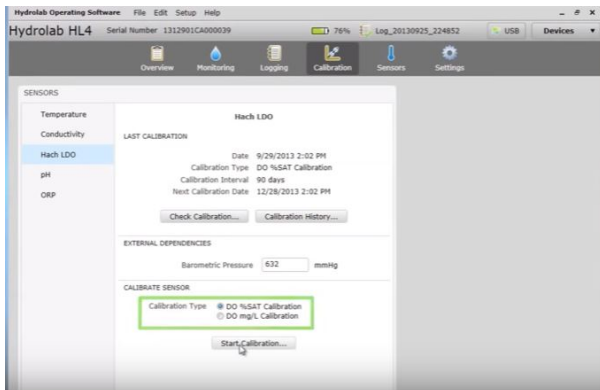 Hydrolab Operating Software File Edit Setup Help
Hydrolab HL4 Serial Number 1312901CA000039 76% Log_20130925_224852 USB Devices
Overview Monitoring Logging Calibration Sensors Settings
SENSORS
Temperature
Conductivity
Hach LDO
pH
ORP
Hach LDO
LAST CALIBRATION
Date 9/29/2013 2:02 PM
Calibration Type DO %SAT Calibration
Calibration Interval 90 days
Next Calibration Date 12/28/2013 2:02 PM
Check Calibration... Calibration History...
EXTERNAL DEPENDENCIES
Barometric Pressure 632 mmHg
CALIBRATE SENSOR
Calibration Type DO %SAT Calibration
DO mg/L Calibration
Start Calibration...